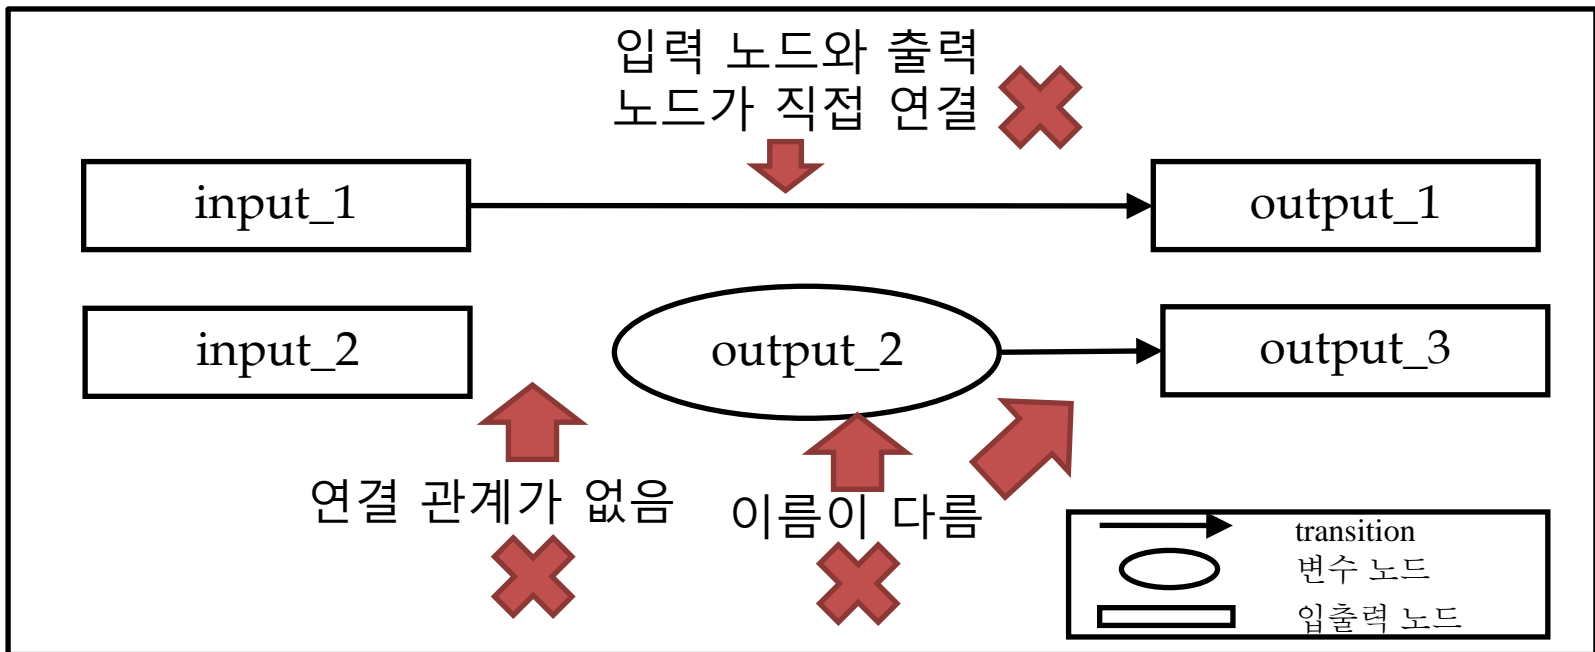 입력 노드와 출력
노드가 직접 연결
input_1
output_1
input_2
output_2
output_3
연결 관계가 없음
이름이 다름
transition
변수 노드
입출력 노드